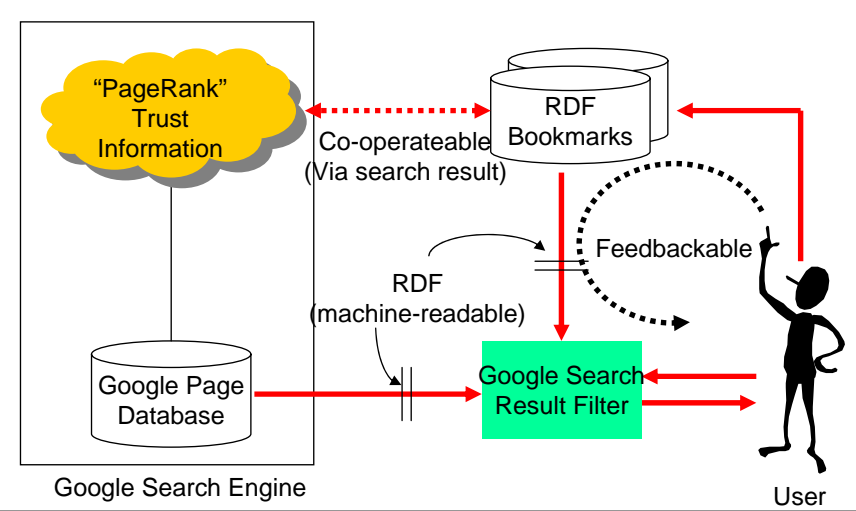 “PageRank”
Trust
Information
RDF
Bookmarks
Co-operateable
(Via search result)
Feedbackable
RDF
(machine-readable)
Google Page
Database
Google Search
Result Filter
Google Search Engine
User